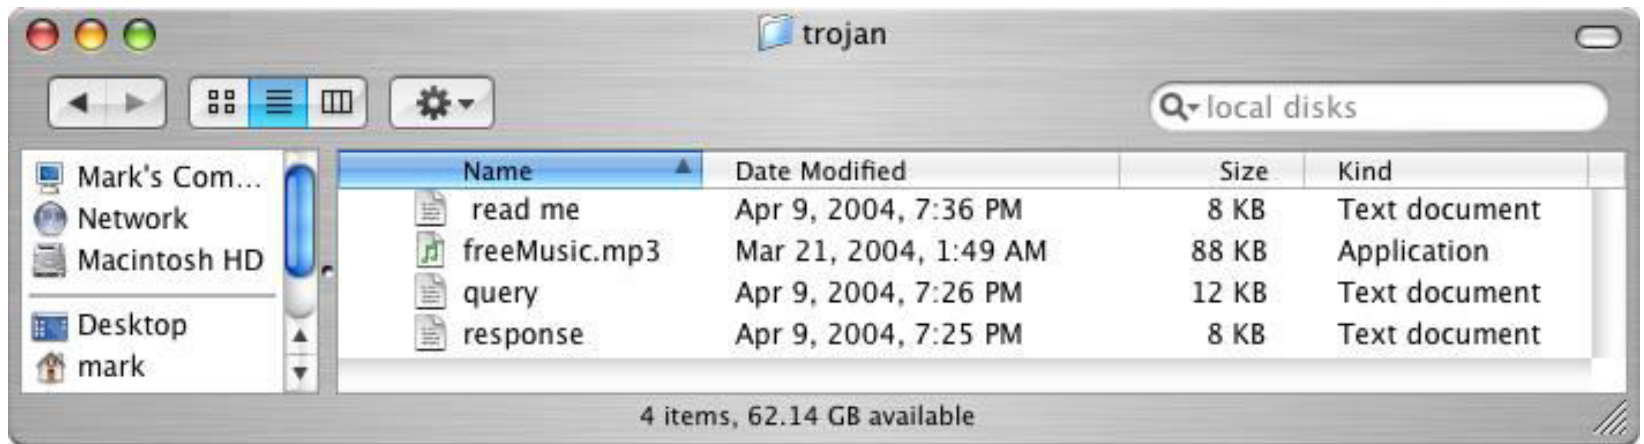 trojan
local disks
Mark's Com...
Network
Macintosh HD
Desktop
mark
Name Date Modified Size Kind
read me Apr 9, 2004, 7:36 PM 8 KB Text document
freeMusic.mp3 Mar 21, 2004, 1:49 AM 88 KB Application
query Apr 9, 2004, 7:26 PM 12 KB Text document
response Apr 9, 2004, 7:25 PM 8 KB Text document
4 items, 62.14 GB available